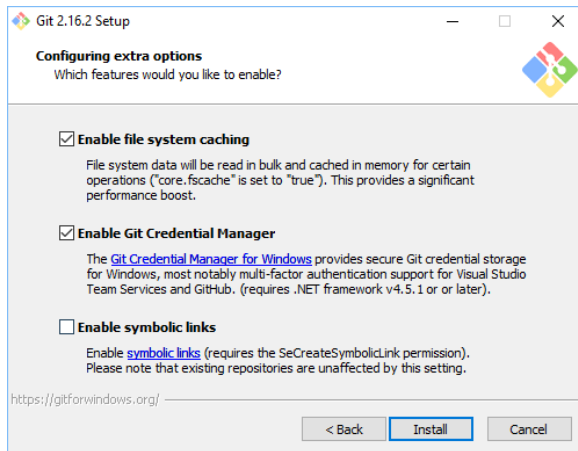 Git 2.16.2 Setup
Configuring extra options
Which features would you like to enable?
Enable file system caching
File system data will be read in bulk and cached in memory for certain
operations ("core.fscache" is set to "true"). This provides a significant
performance boost.
Enable Git Credential Manager
The Git Credential Manager for Windows provides secure Git credential storage
for Windows, most notably multi-factor authentication support for Visual Studio
Team Services and GitHub. (requires .NET framework v4.5.1 or or later).
Enable symbolic links
Enable symbolic links (requires the SeCreateSymbolicLink permission).
Please note that existing repositories are unaffected by this setting.
https://gitforwindows.org/
< Back Install Cancel